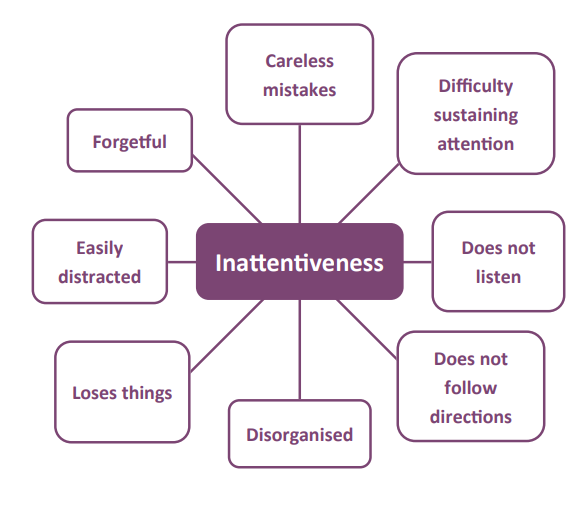 Careless
mistakes
Difficulty
sustaining
attention
Forgetful
Inattentiveness
Easily
distracted
Does not
listen
Loses things
Does not
follow
directions
Disorganised